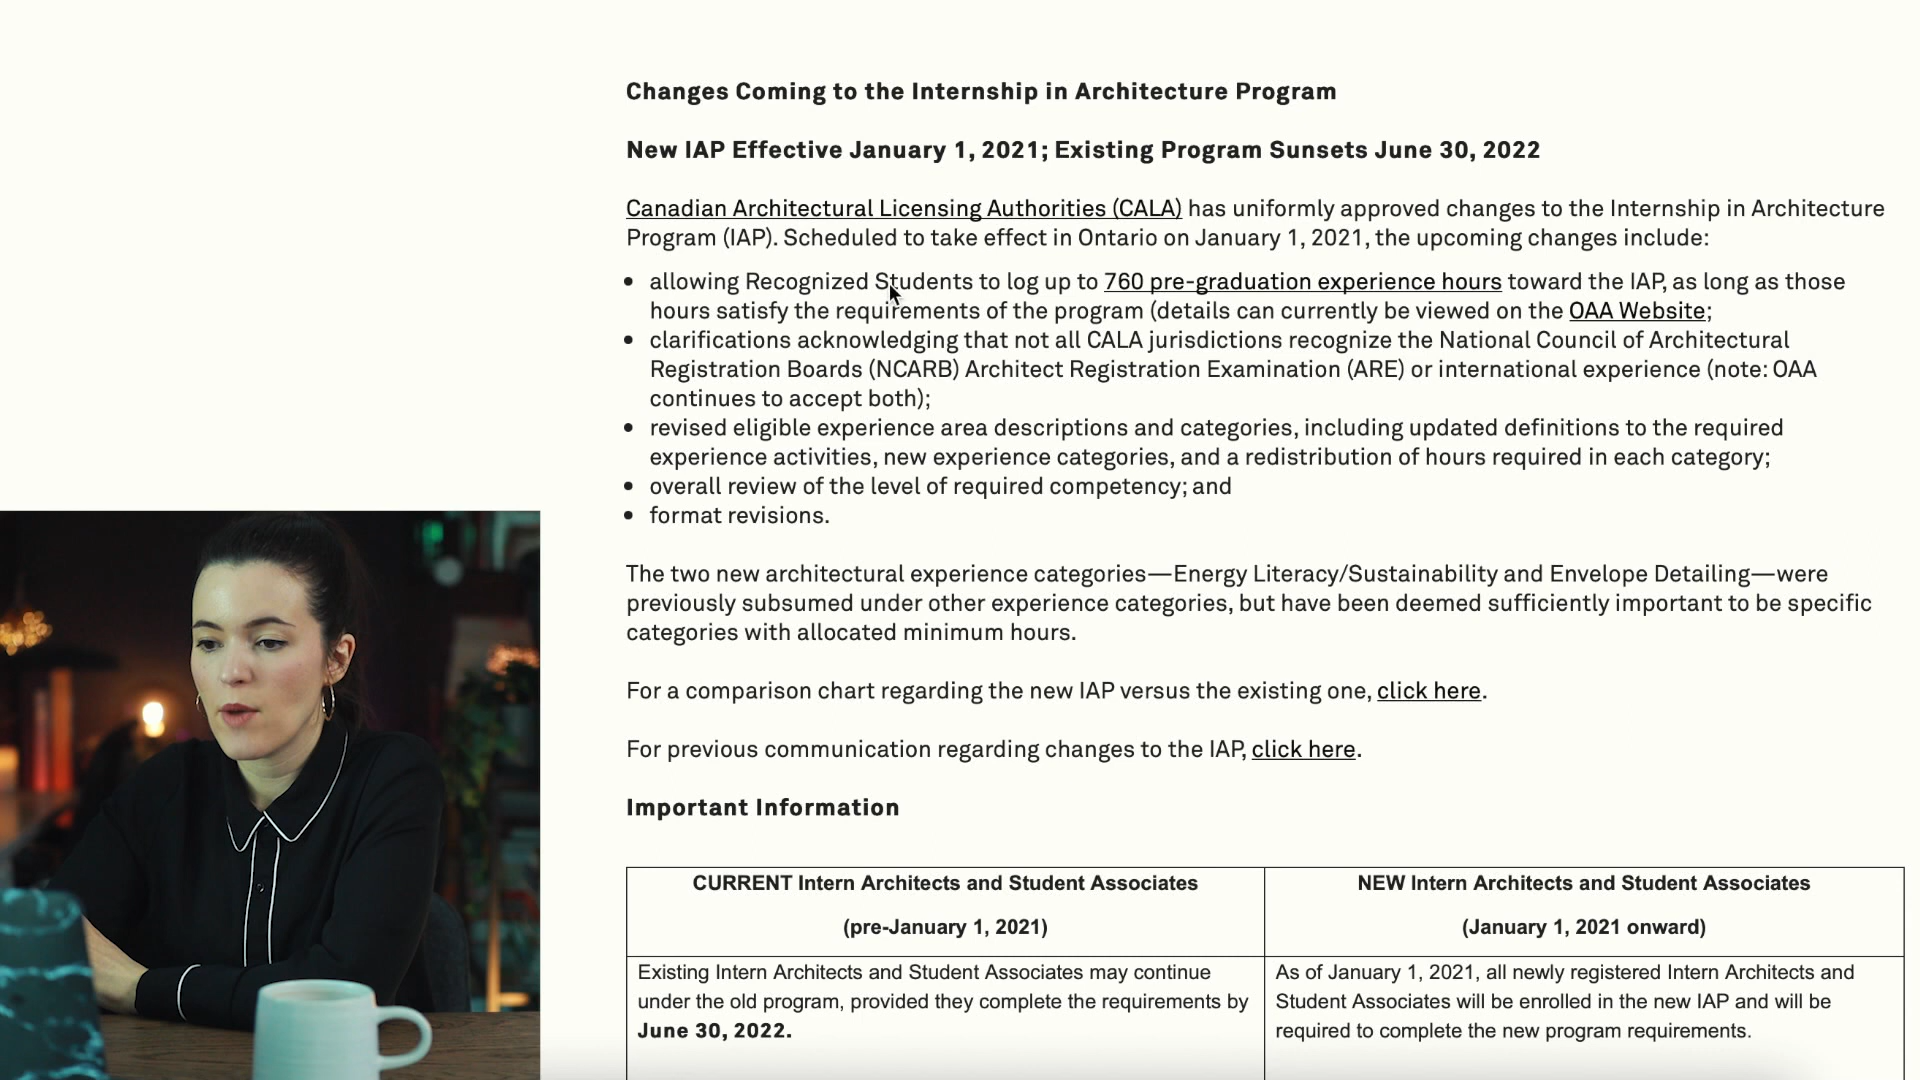 Changes Coming to the Internship in Architecture Program
New IAP Effective January 1, 2021; Existing Program Sunsets June 30, 2022
Canadian Architectural Licensing Authorities (CALA) has uniformly approved changes to the Internship in Architecture
Program (IAP). Scheduled to take effect in Ontario on January 1, 2021, the upcoming changes include:
• allowing Recognized Students to log up to 760 pre-graduation experience hours toward the IAP, as long as those
hours satisfy the requirements of the program (details can currently be viewed on the OAA Website;
• clarifications acknowledging that not all CALA jurisdictions recognize the National Council of Architectural
Registration Boards (NCARB) Architect Registration Examination (ARE) or international experience (note: OAA
continues to accept both);
• revised eligible experience area descriptions and categories, including updated definitions to the required
experience activities, new experience categories, and a redistribution of hours required in each category;
• overall review of the level of required competency; and
• format revisions.
The two new architectural experience categories—Energy Literacy/Sustainability and Envelope Detailing—were
previously subsumed under other experience categories, but have been deemed sufficiently important to be specific
categories with allocated minimum hours.
For a comparison chart regarding the new IAP versus the existing one, click here.
For previous communication regarding changes to the IAP, click here.
Important Information
CURRENT Intern Architects and Student Associates
(pre-January 1, 2021)
Existing Intern Architects and Student Associates may continue
under the old program, provided they complete the requirements by
June 30, 2022.
NEW Intern Architects and Student Associates
(January 1, 2021 onward)
As of January 1, 2021, all newly registered Intern Architects and
Student Associates will be enrolled in the new IAP and will be
required to complete the new program requirements.